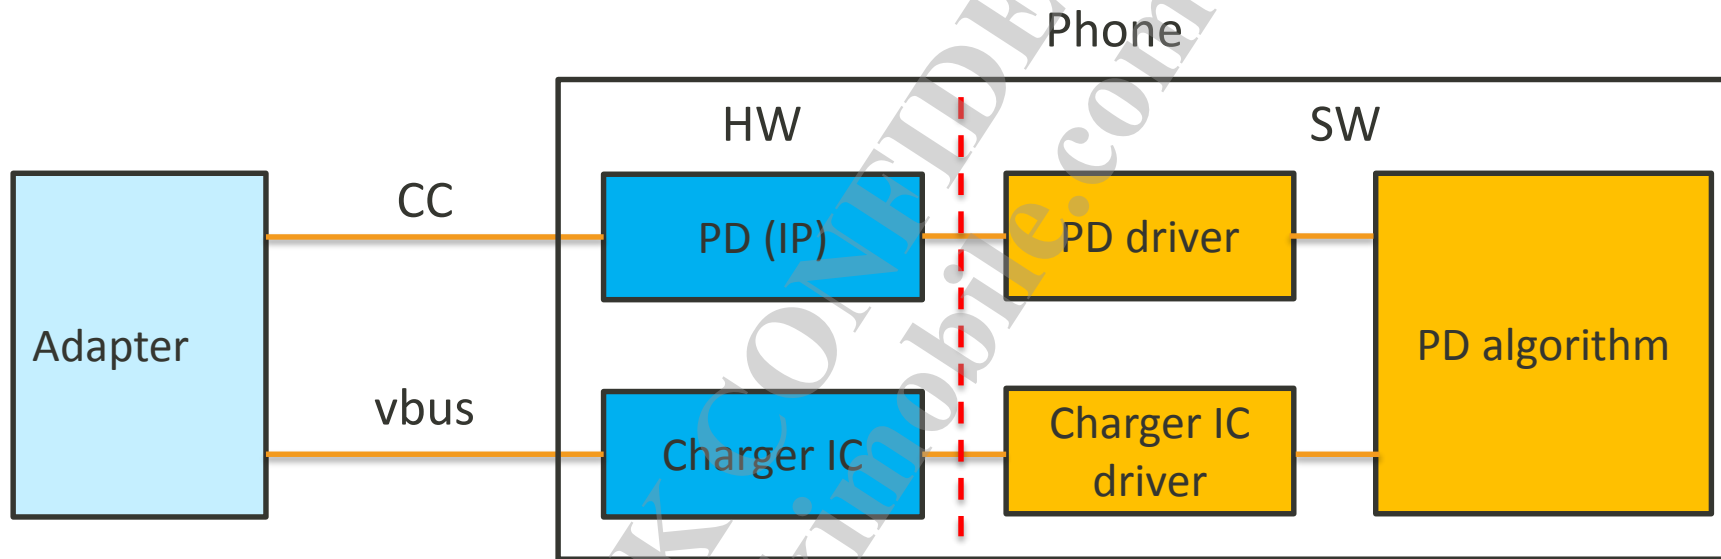 Phone
HW
SW
CC
PD (IP)
PD driver
Adapter
PD algorithm
vbus
Charger IC
Charger IC
driver